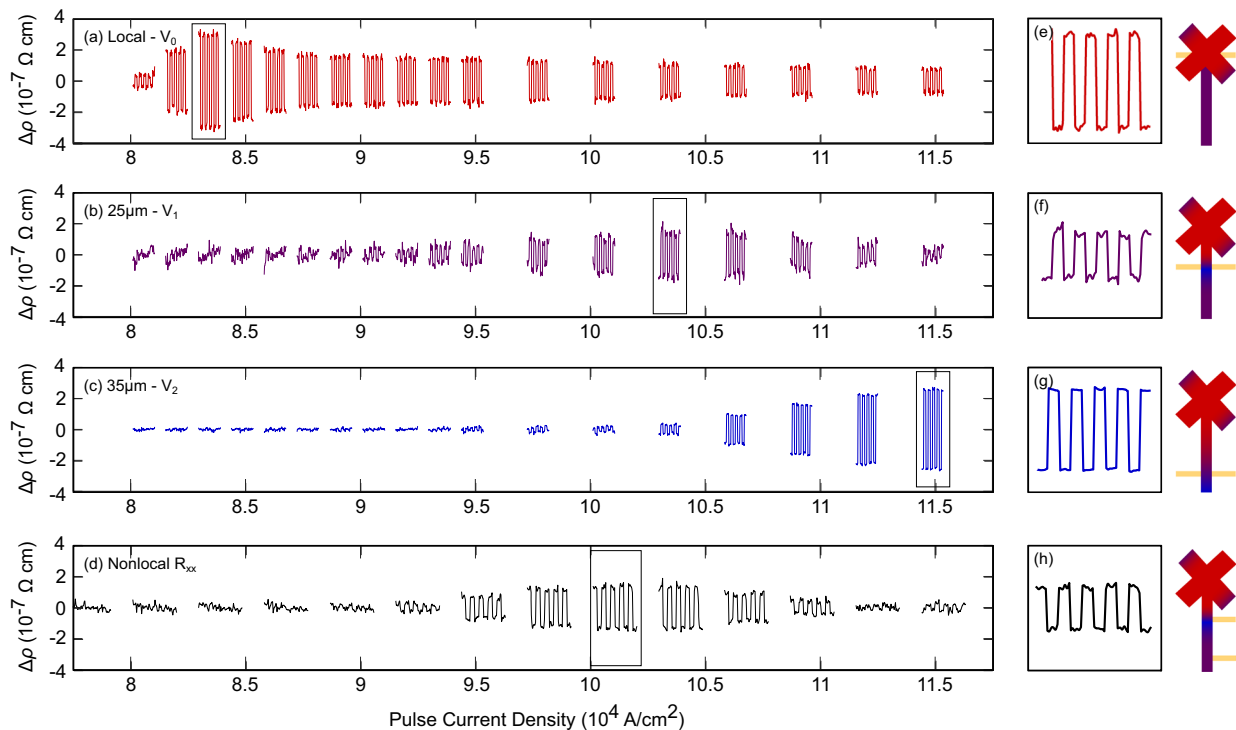 4
2
0
-2
-4
Δρ (10⁻⁷ Ω cm)
(a) Local - V₀
8 8.5 9 9.5 10 10.5 11 11.5
(e)
4
2
0
-2
-4
Δρ (10⁻⁷ Ω cm)
(b) 25μm - V₁
8 8.5 9 9.5 10 10.5 11 11.5
(f)
4
2
0
-2
-4
Δρ (10⁻⁷ Ω cm)
(c) 35μm - V₂
8 8.5 9 9.5 10 10.5 11 11.5
(g)
4
2
0
-2
-4
Δρ (10⁻⁷ Ω cm)
(d) Nonlocal Rₓₓ
8 8.5 9 9.5 10 10.5 11 11.5
(h)
Pulse Current Density (10⁴ A/cm²)